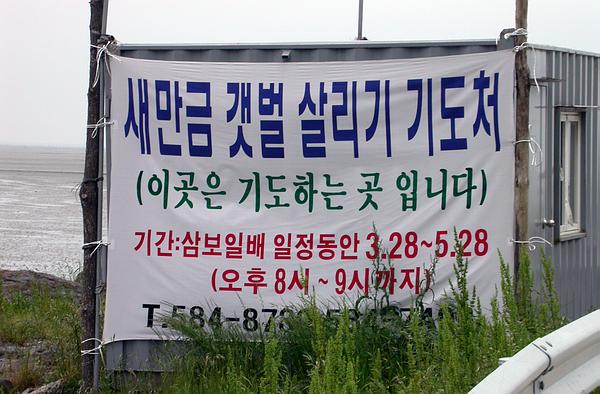 새만금 갯벌 살리기 기도처
(이곳은 기도하는 곳 입니다)
기간:삼보일배 일정동안 3.28~5.28
(오후 8시 ~ 9시까지)